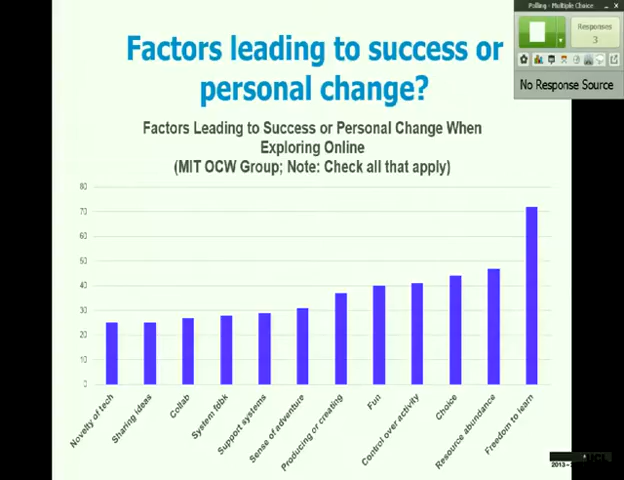 Factors leading to success or
personal change?
Factors Leading to Success or Personal Change When
Exploring Online
(MIT OCW Group; Note: Check all that apply)
80
70
60
50
40
30
20
10
0
Novelty of tech
Sharing ideas
Collab
System fdbk
Support systems
Sense of adventure
Producing or creating
Fun
Control over activity
Choice
Resource abundance
Freedom to learn
Polling - Multiple Choice
Responses
3
No Response Source